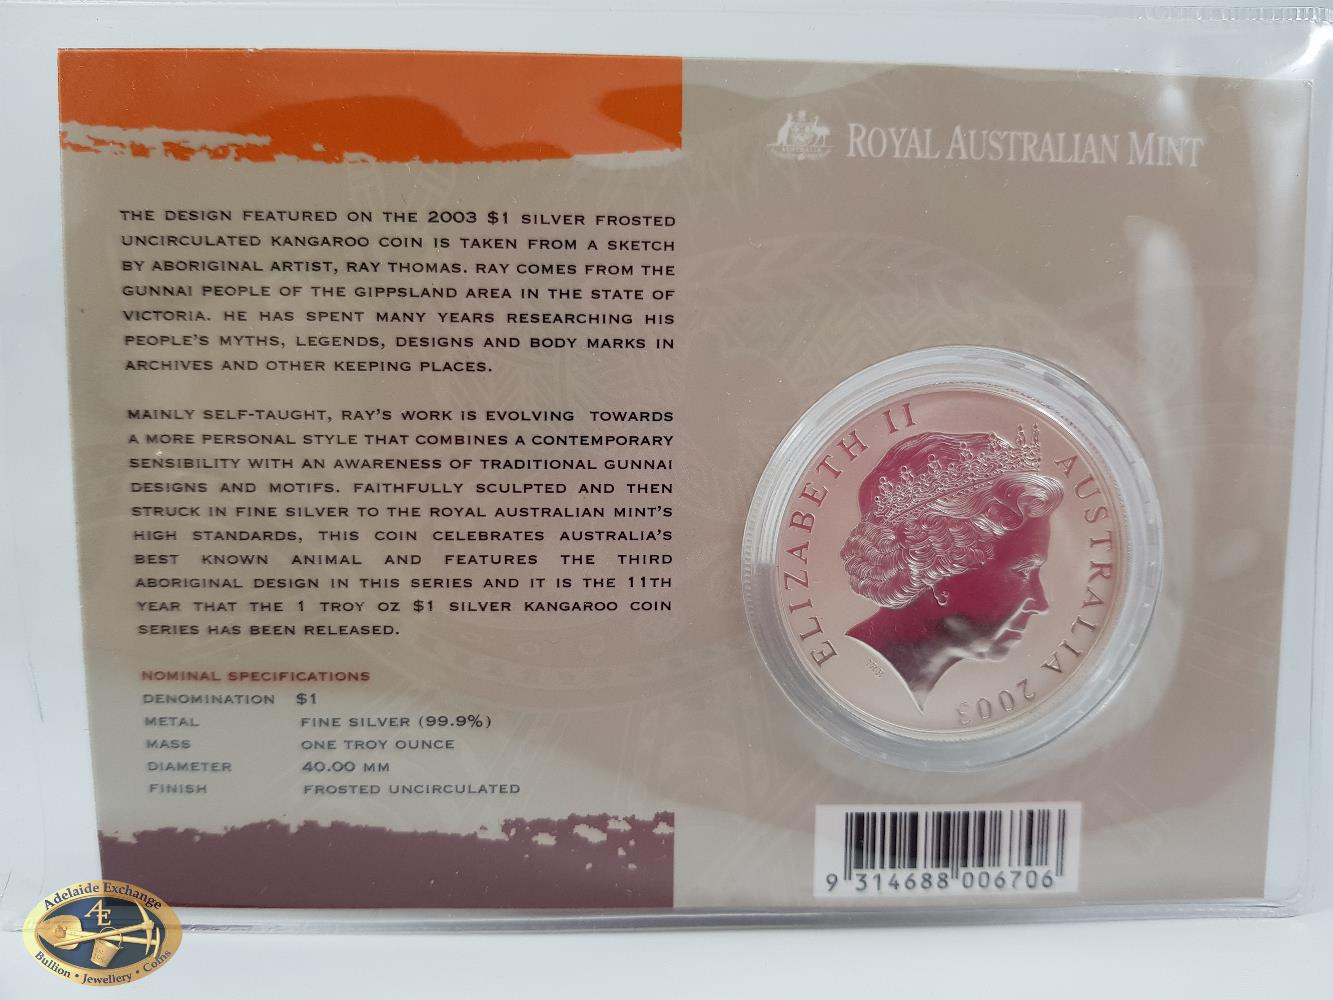 ROYAL AUSTRALIAN MINT
AUSTRALIA
THE DESIGN FEATURED ON THE 2003 $1 SILVER FROSTED
UNCIRCULATED KANGAROO COIN IS TAKEN FROM A SKETCH
BY ABORIGINAL ARTIST, RAY THOMAS. RAY COMES FROM THE
GUNNAI PEOPLE OF THE GIPPSLAND AREA IN THE STATE OF
VICTORIA. HE HAS SPENT MANY YEARS RESEARCHING HIS
PEOPLE'S MYTHS, LEGENDS, DESIGNS AND BODY MARKS IN
ARCHIVES AND OTHER KEEPING PLACES.
MAINLY SELF-TAUGHT, RAY'S WORK IS EVOLVING TOWARDS
A MORE PERSONAL STYLE THAT COMBINES A CONTEMPORARY
SENSIBILITY WITH AN AWARENESS OF TRADITIONAL GUNNAI
DESIGNS AND MOTIFS. FAITHFULLY SCULPTED AND THEN
STRUCK IN FINE SILVER TO THE ROYAL AUSTRALIAN MINT'S
HIGH STANDARDS, THIS COIN CELEBRATES AUSTRALIA'S
BEST KNOWN ANIMAL AND FEATURES THE THIRD
ABORIGINAL DESIGN IN THIS SERIES AND IT IS THE 11TH
YEAR THAT THE 1 TROY OZ $1 SILVER KANGAROO COIN
SERIES HAS BEEN RELEASED.
NOMINAL SPECIFICATIONS
DENOMINATION $1
METAL FINE SILVER (99.9%)
MASS ONE TROY OUNCE
DIAMETER 40.00 MM
FINISH FROSTED UNCIRCULATED
ELIZABETH II AUSTRALIA 2003
IRB
9 314688 006706
Adelaide Exchange
AE
Bullion • Jewellery • Coins